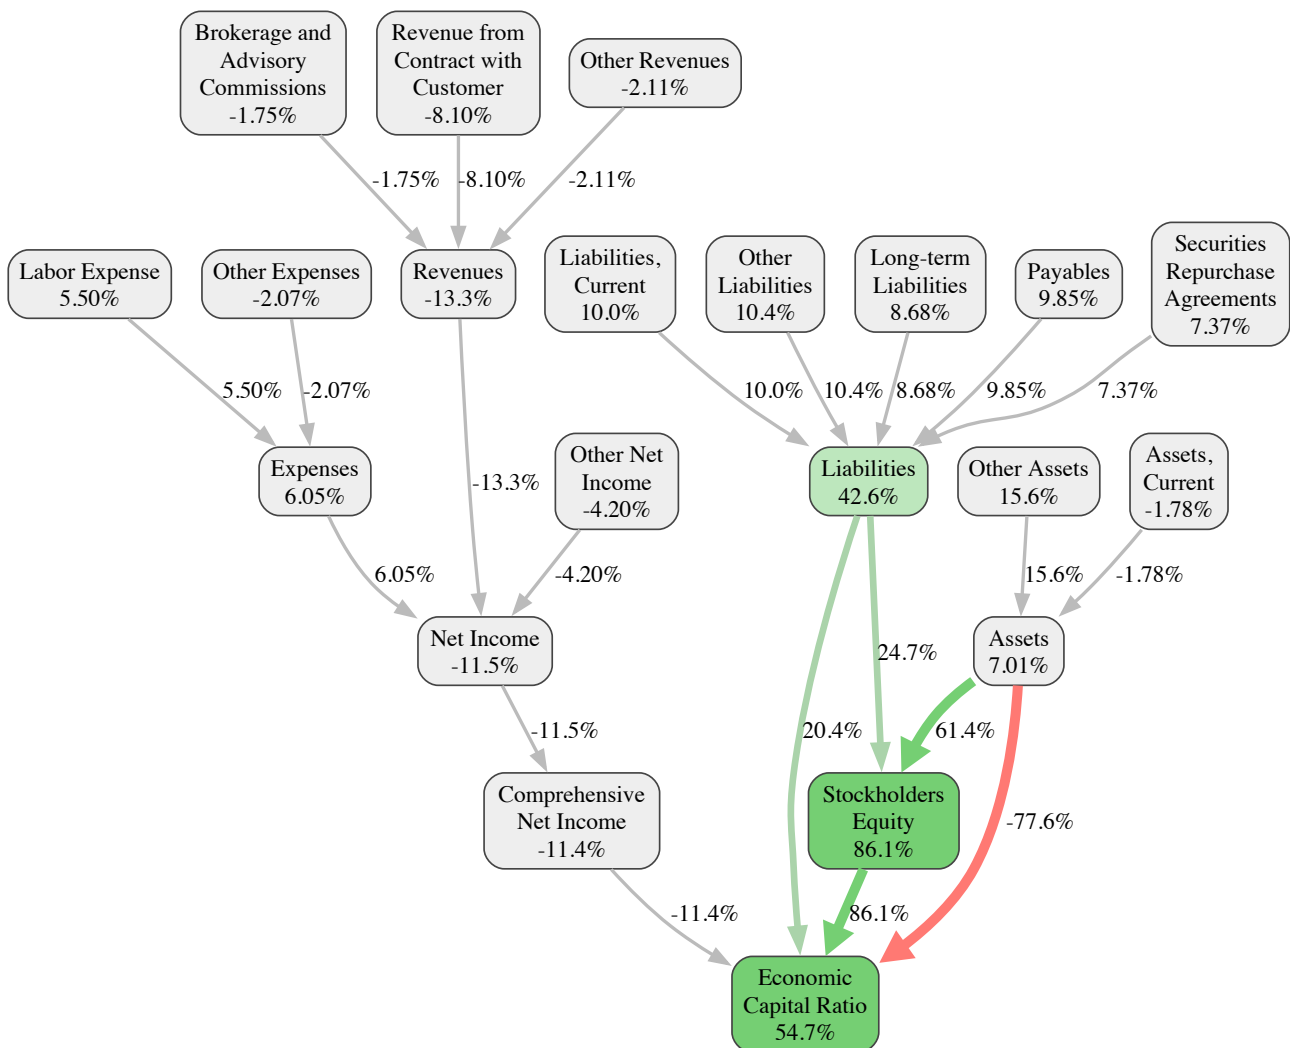 Brokerage and
Advisory
Commissions
-1.75%
Revenue from
Contract with
Customer
-8.10%
Other Revenues
-2.11%
-1.75%
-8.10%
-2.11%
Labor Expense
5.50%
Other Expenses
-2.07%
Revenues
-13.3%
Liabilities,
Current
10.0%
Other
Liabilities
10.4%
Long-term
Liabilities
8.68%
Payables
9.85%
Securities
Repurchase
Agreements
7.37%
5.50%
-2.07%
10.0%
10.4%
8.68%
9.85%
7.37%
Expenses
6.05%
-13.3%
Other Net
Income
-4.20%
Liabilities
42.6%
Other Assets
15.6%
Assets,
Current
-1.78%
6.05%
-4.20%
15.6%
-1.78%
Net Income
-11.5%
24.7%
Assets
7.01%
-11.5%
20.4%
61.4%
Comprehensive
Net Income
-11.4%
Stockholders
Equity
86.1%
-77.6%
-11.4%
86.1%
Economic
Capital Ratio
54.7%